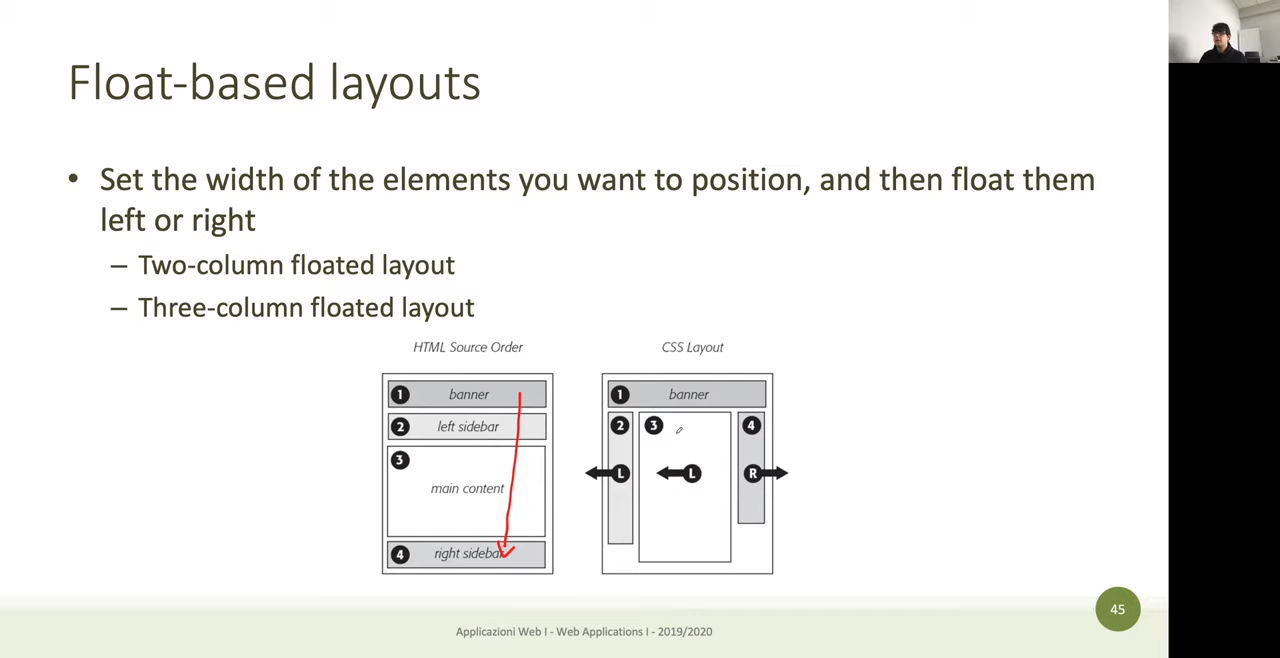 Float-based layouts
• Set the width of the elements you want to position, and then float them
left or right
– Two-column floated layout
– Three-column floated layout
HTML Source Order
1 banner
2 left sidebar
3
main content
4 right sidebar
CSS Layout
1 banner
2 3 4
L L R
45
Applicazioni Web I - Web Applications I - 2019/2020